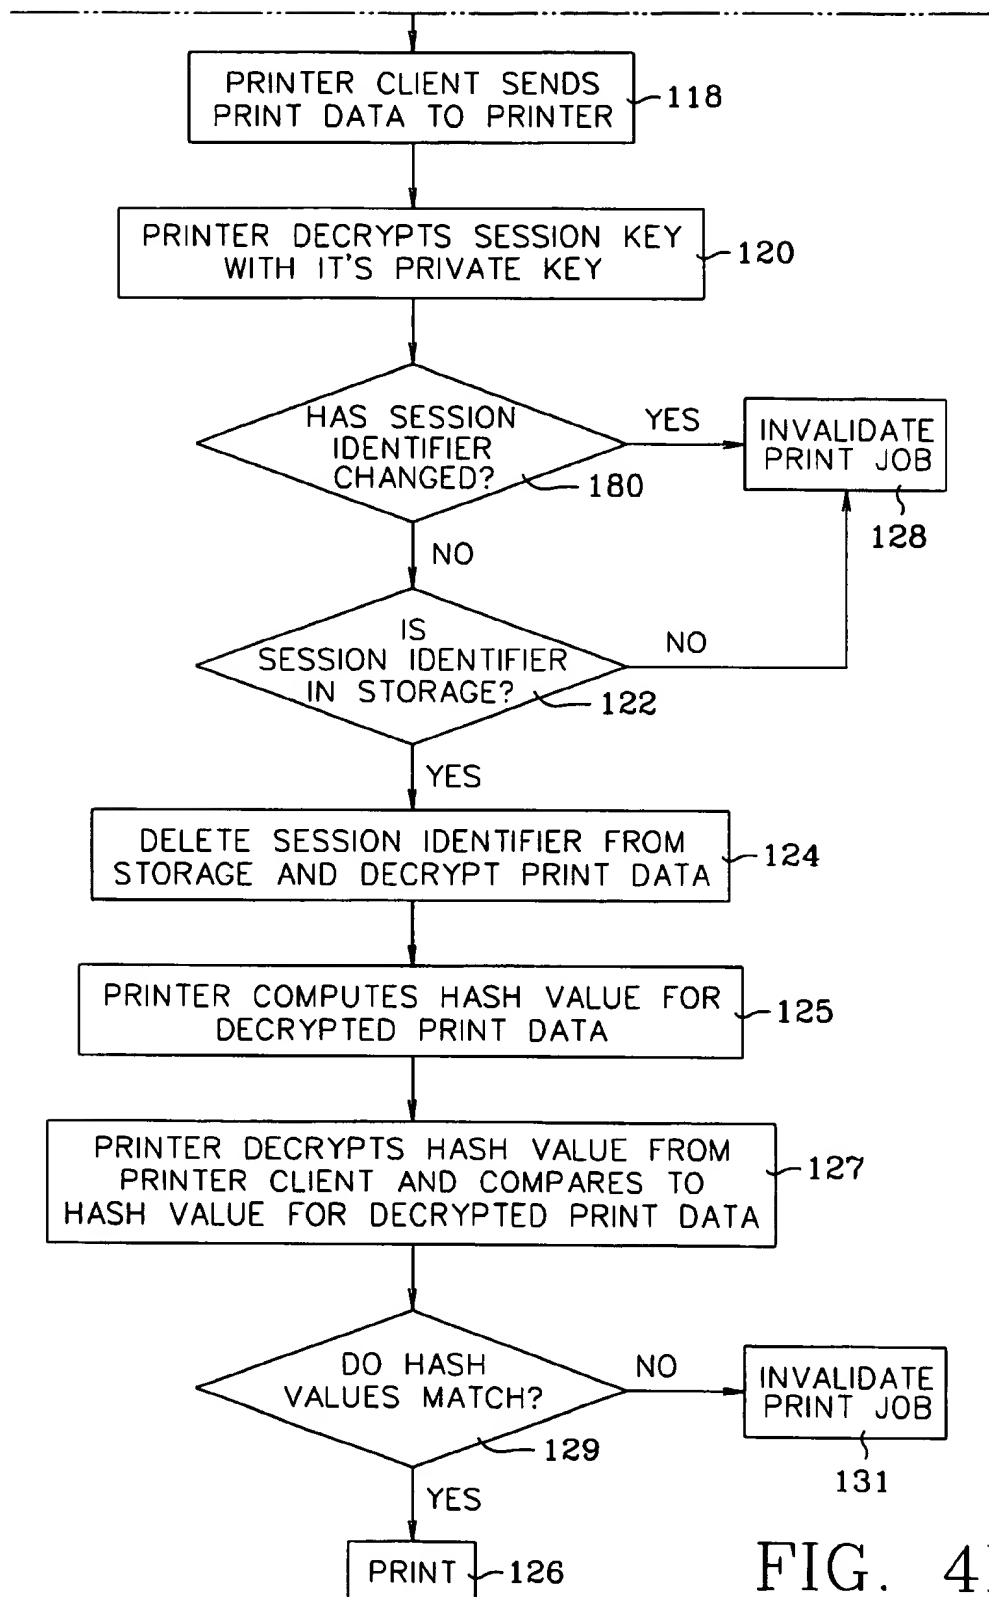 PRINTER CLIENT SENDS
PRINT DATA TO PRINTER
118
PRINTER DECRYPTS SESSION KEY
WITH IT'S PRIVATE KEY
120
HAS SESSION
IDENTIFIER
CHANGED?
180
YES
INVALIDATE
PRINT JOB
128
NO
IS
SESSION IDENTIFIER
IN STORAGE?
122
NO
YES
DELETE SESSION IDENTIFIER FROM
STORAGE AND DECRYPT PRINT DATA
124
PRINTER COMPUTES HASH VALUE FOR
DECRYPTED PRINT DATA
125
PRINTER DECRYPTS HASH VALUE FROM
PRINTER CLIENT AND COMPARES TO
HASH VALUE FOR DECRYPTED PRINT DATA
127
DO HASH
VALUES MATCH?
129
NO
INVALIDATE
PRINT JOB
131
YES
PRINT
126
FIG.